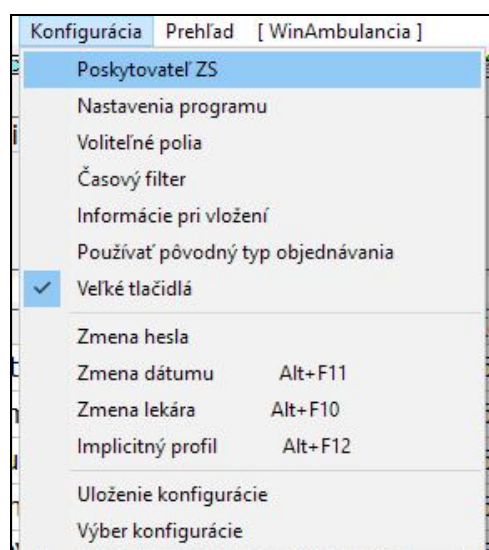 Konfigurácia Prehľad [ WinAmbulancia ]
Poskytovateľ ZS
Nastavenia programu
Voliteľné polia
Časový filter
Informácie pri vložení
Používať pôvodný typ objednávania
Veľké tlačidlá
Zmena hesla
Zmena dátumu Alt+F11
Zmena lekára Alt+F10
Implicitný profil Alt+F12
Uloženie konfigurácie
Výber konfigurácie